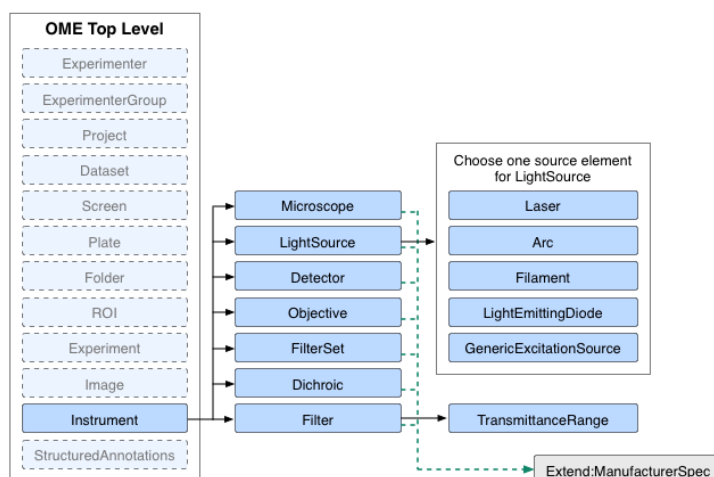 OME Top Level
Experimenter
ExperimenterGroup
Project
Dataset
Screen
Plate
Folder
ROI
Experiment
Image
Instrument
StructuredAnnotations
Microscope
LightSource
Detector
Objective
FilterSet
Dichroic
Filter
Choose one source element
for LightSource
Laser
Arc
Filament
LightEmittingDiode
GenericExcitationSource
TransmittanceRange
Extend:ManufacturerSpec